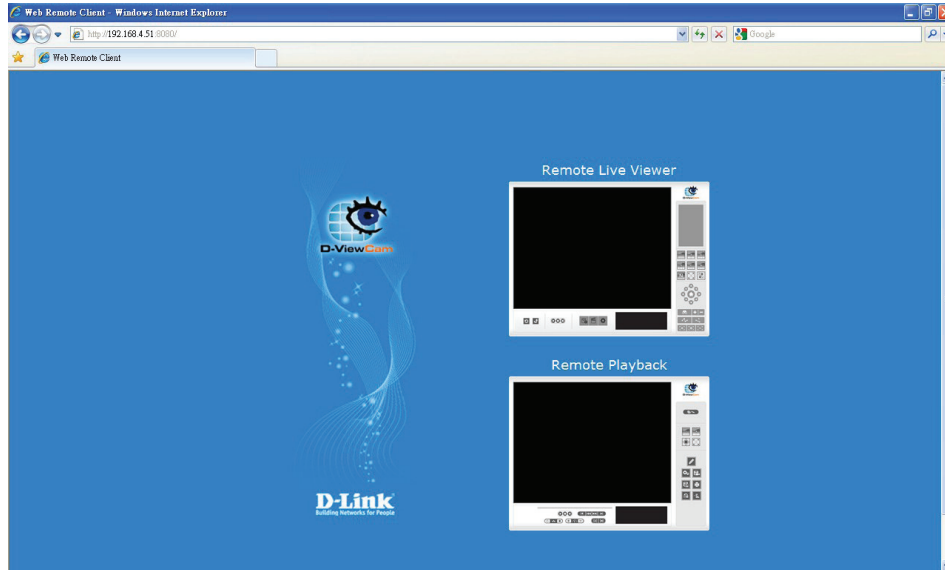 Web Remote Client - Windows Internet Explorer
http://192.168.4.51:8080/
Google
Web Remote Client
Remote Live Viewer
D-ViewCam
Remote Playback
D-Link
Building Networks for People